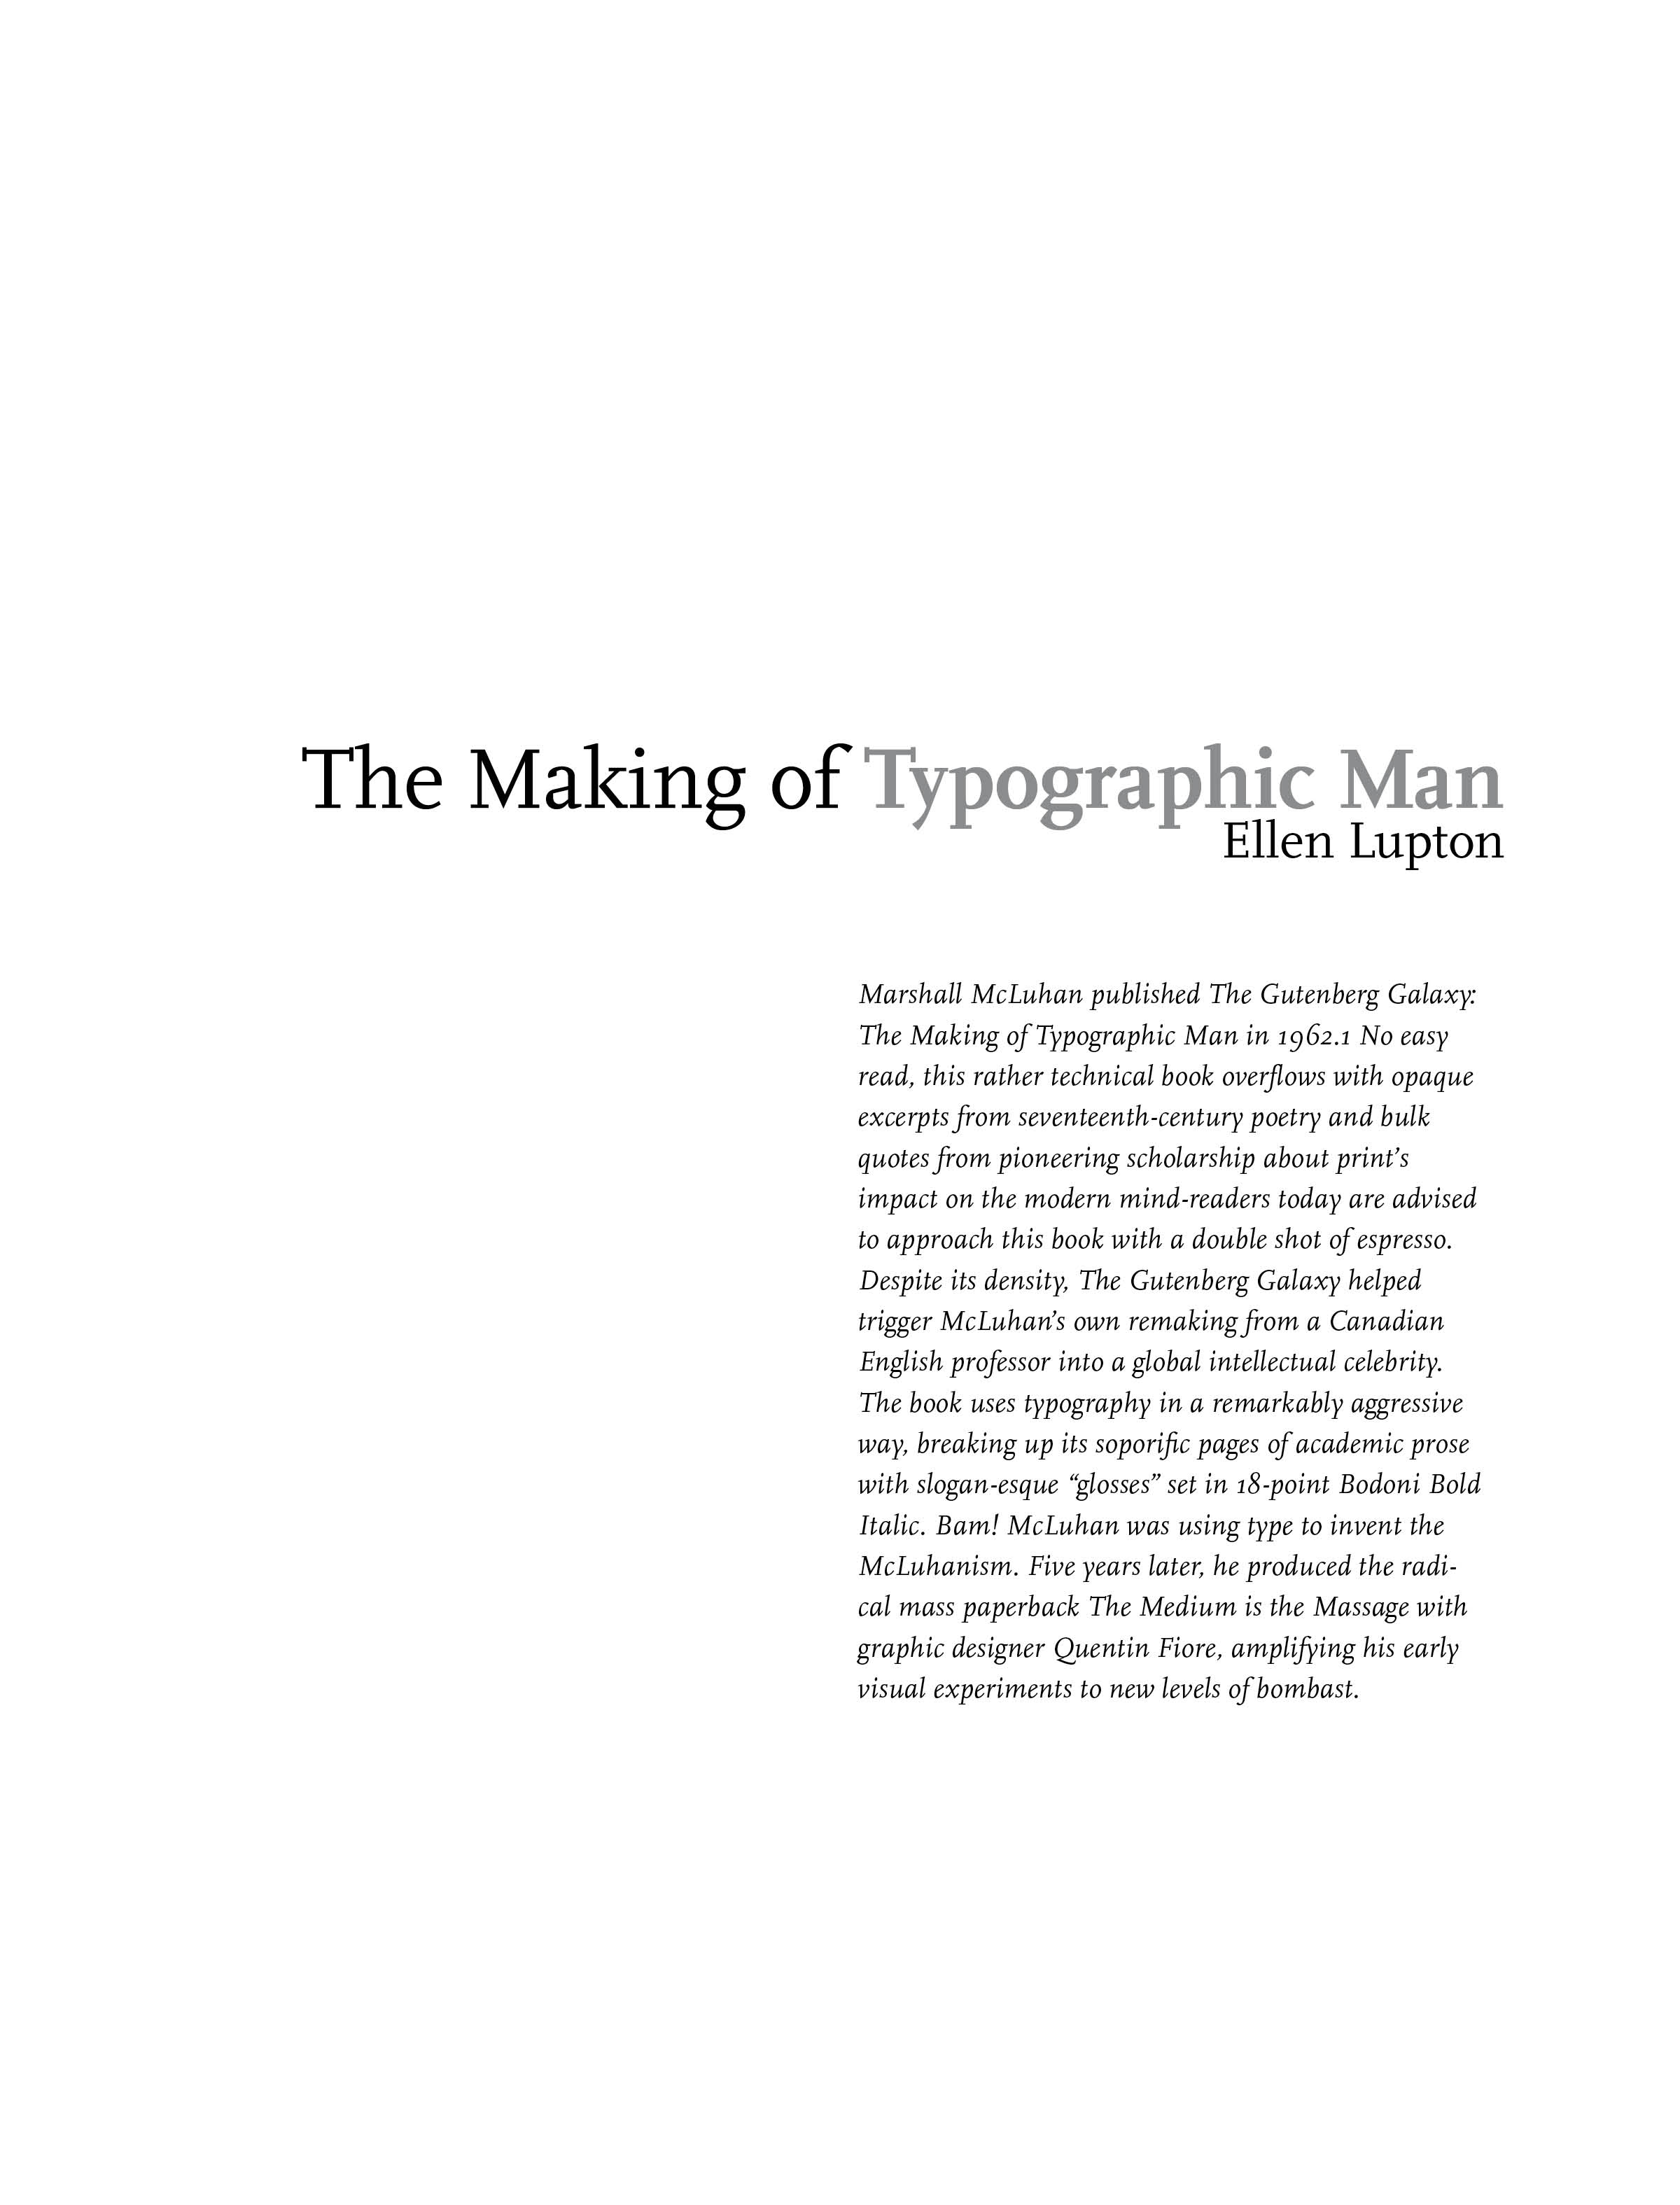 The Making of Typographic Man
Ellen Lupton
Marshall McLuhan published The Gutenberg Galaxy:
The Making of Typographic Man in 1962.1 No easy
read, this rather technical book overflows with opaque
excerpts from seventeenth-century poetry and bulk
quotes from pioneering scholarship about print’s
impact on the modern mind-readers today are advised
to approach this book with a double shot of espresso.
Despite its density, The Gutenberg Galaxy helped
trigger McLuhan’s own remaking from a Canadian
English professor into a global intellectual celebrity.
The book uses typography in a remarkably aggressive
way, breaking up its soporific pages of academic prose
with slogan-esque “glosses” set in 18-point Bodoni Bold
Italic. Bam! McLuhan was using type to invent the
McLuhanism. Five years later, he produced the radi-
cal mass paperback The Medium is the Massage with
graphic designer Quentin Fiore, amplifying his early
visual experiments to new levels of bombast.